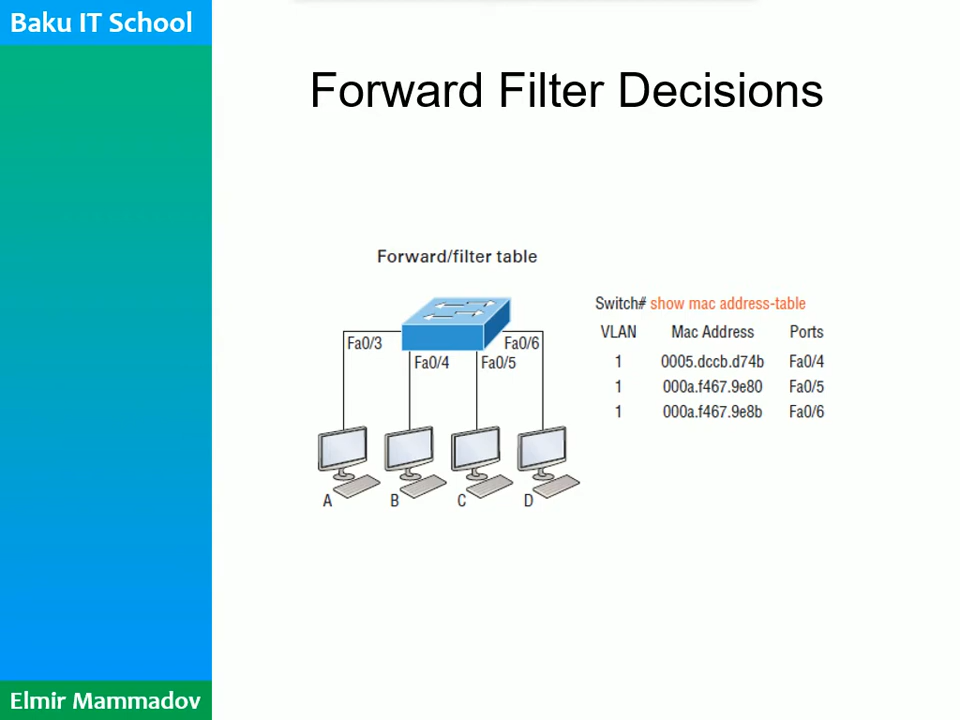 Baku IT School
Forward Filter Decisions
Forward/filter table
Switch# show mac address-table
VLAN Mac Address Ports
1 0005.dccb.d74b Fa0/4
1 000a.f467.9e80 Fa0/5
1 000a.f467.9e8b Fa0/6
Fa0/3 Fa0/6
Fa0/4 Fa0/5
A B C D
Elmir Mammadov